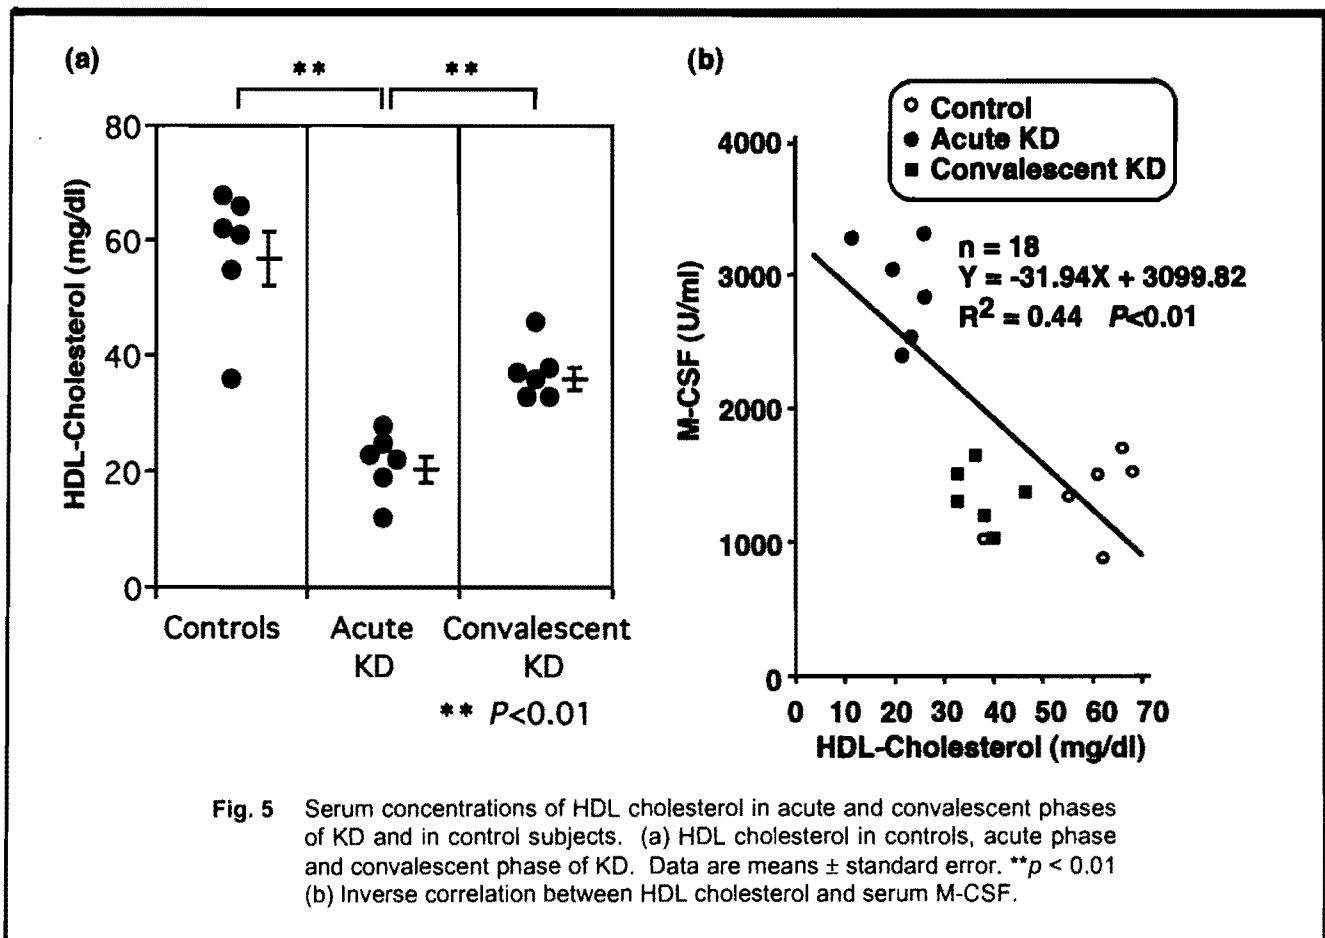 (a)
** **
80
60
40
20
0
HDL-Cholesterol (mg/dl)
Controls Acute KD Convalescent KD
** P<0.01
(b)
Control
Acute KD
Convalescent KD
4000
3000
2000
1000
0
M-CSF (U/ml)
n = 18
Y = -31.94X + 3099.82
R² = 0.44 P<0.01
0 10 20 30 40 50 60 70
HDL-Cholesterol (mg/dl)
Fig. 5 Serum concentrations of HDL cholesterol in acute and convalescent phases
of KD and in control subjects. (a) HDL cholesterol in controls, acute phase
and convalescent phase of KD. Data are means ± standard error. **p < 0.01
(b) Inverse correlation between HDL cholesterol and serum M-CSF.